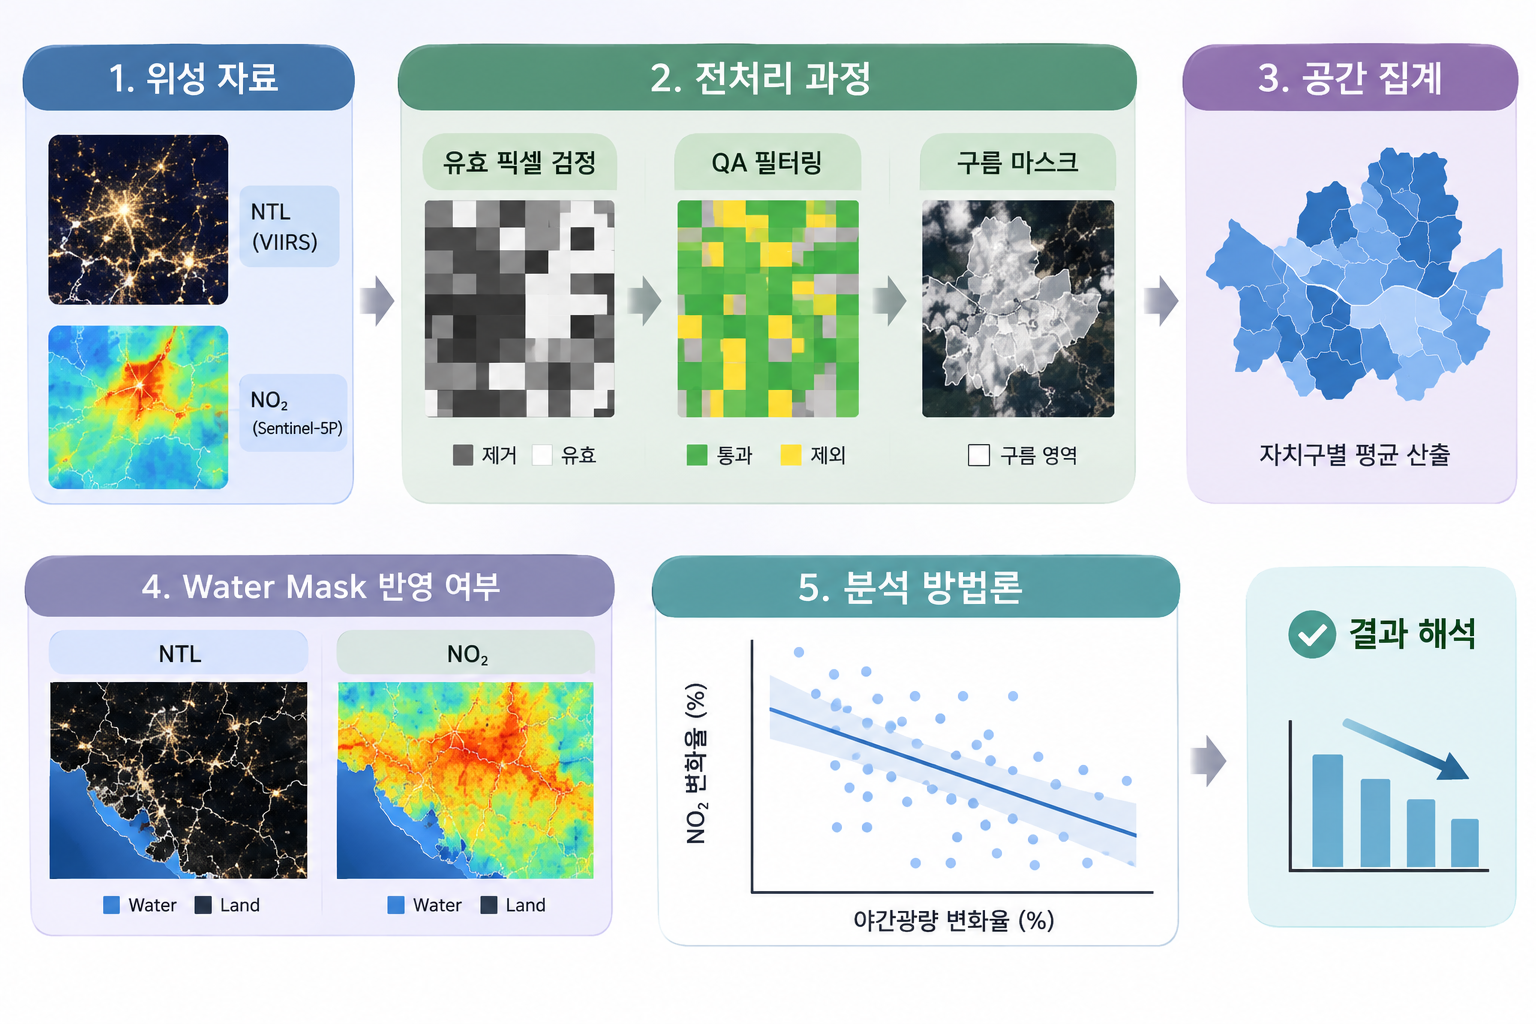 1. 위성 자료
NTL
(VIIRS)
NO₂
(Sentinel-5P)
2. 전처리 과정
유효 픽셀 검정
제거
유효
QA 필터링
통과
제외
구름 마스크
구름 영역
3. 공간 집계
자치구별 평균 산출
4. Water Mask 반영 여부
NTL
Water
Land
NO₂
Water
Land
5. 분석 방법론
NO₂ 변화율 (%)
야간광량 변화율 (%)
결과 해석